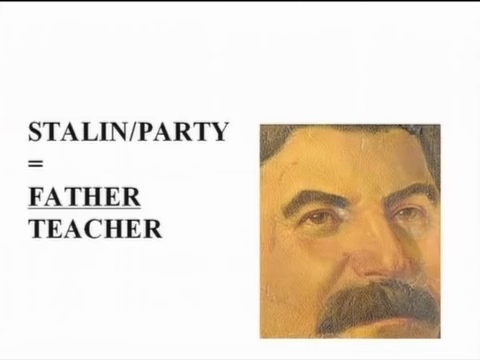 STALIN/PARTY
=
FATHER
TEACHER